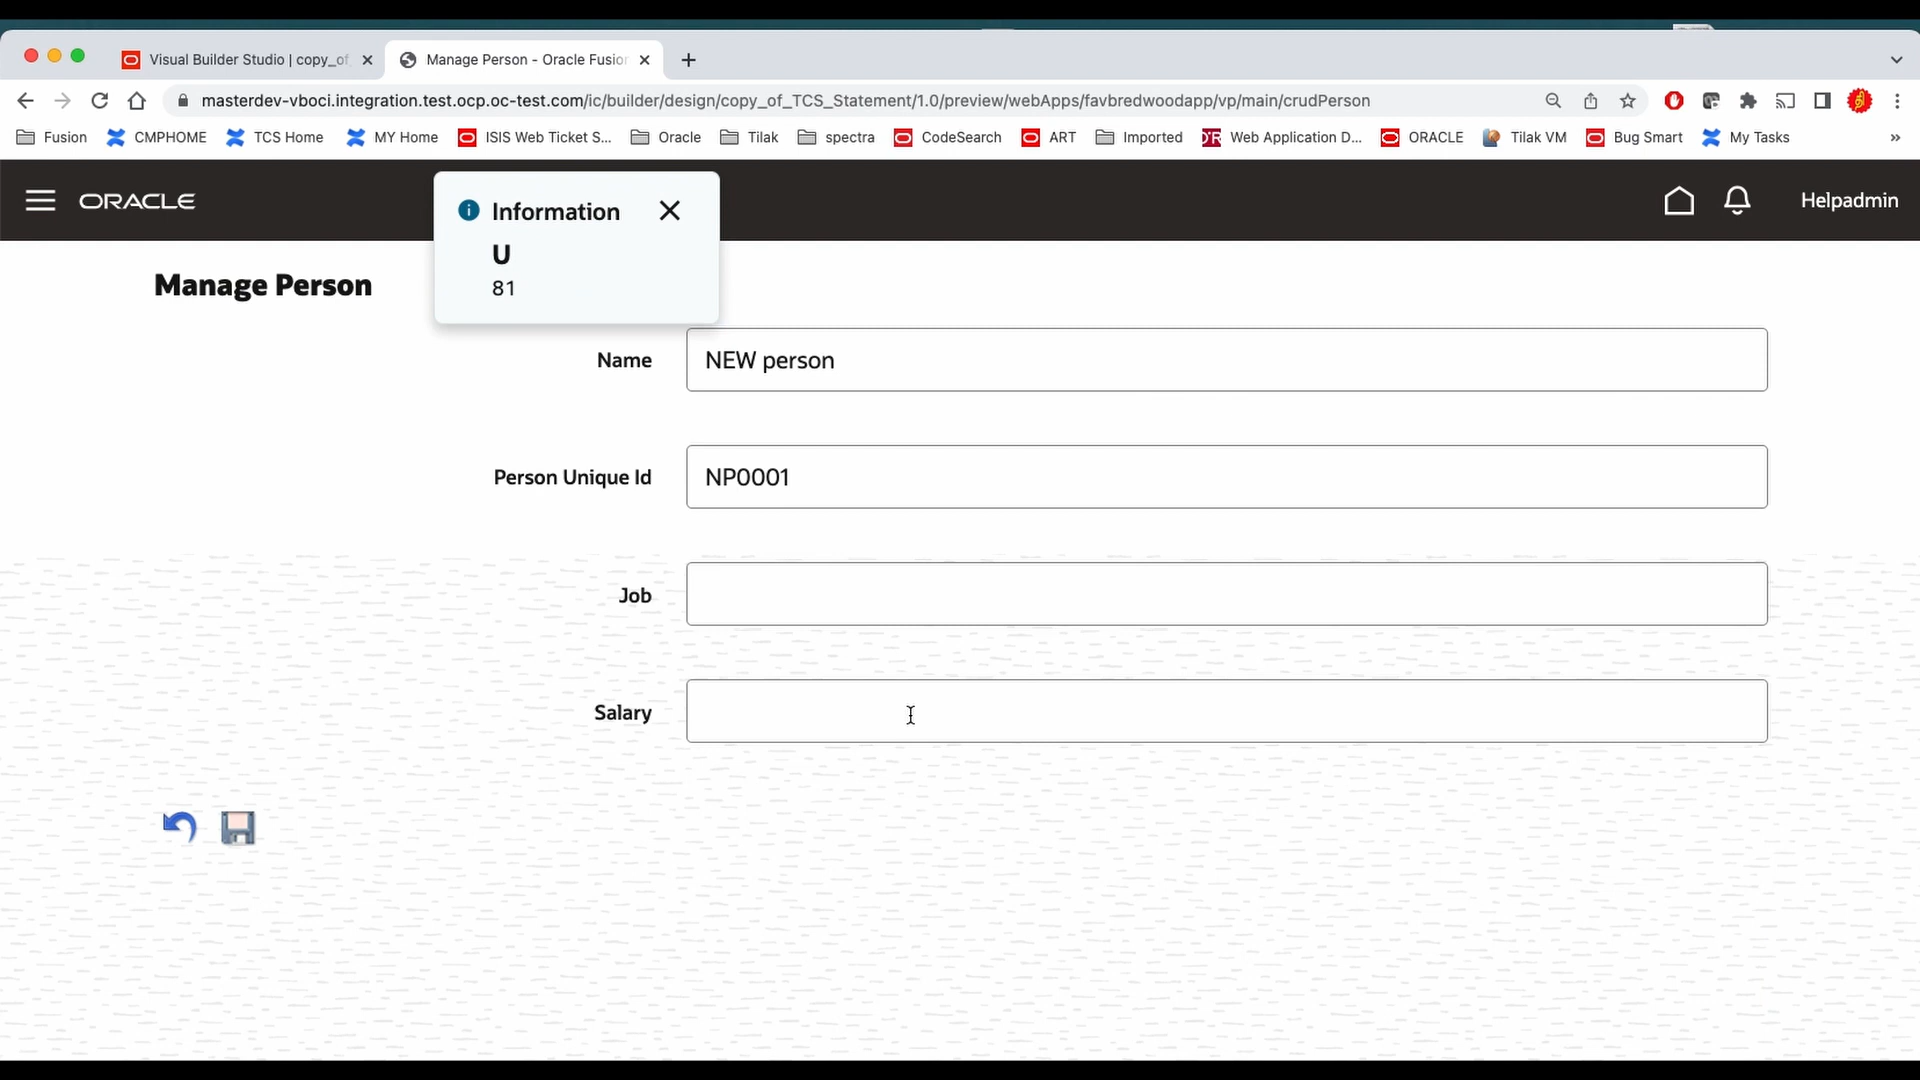 Visual Builder Studio | copy_of
Manage Person - Oracle Fusion
masterdev-vboci.integration.test.ocp.oc-test.com/ic/builder/design/copy_of_TCS_Statement/1.0/preview/webApps/favbredwoodapp/vp/main/crudPerson
Fusion CMPHOME TCS Home MY Home ISIS Web Ticket S... Oracle Tilak spectra CodeSearch ART Imported Web Application D... ORACLE Tilak VM Bug Smart My Tasks »
ORACLE
Helpadmin
Information
U
81
Manage Person
Name NEW person
Person Unique Id NP0001
Job
Salary